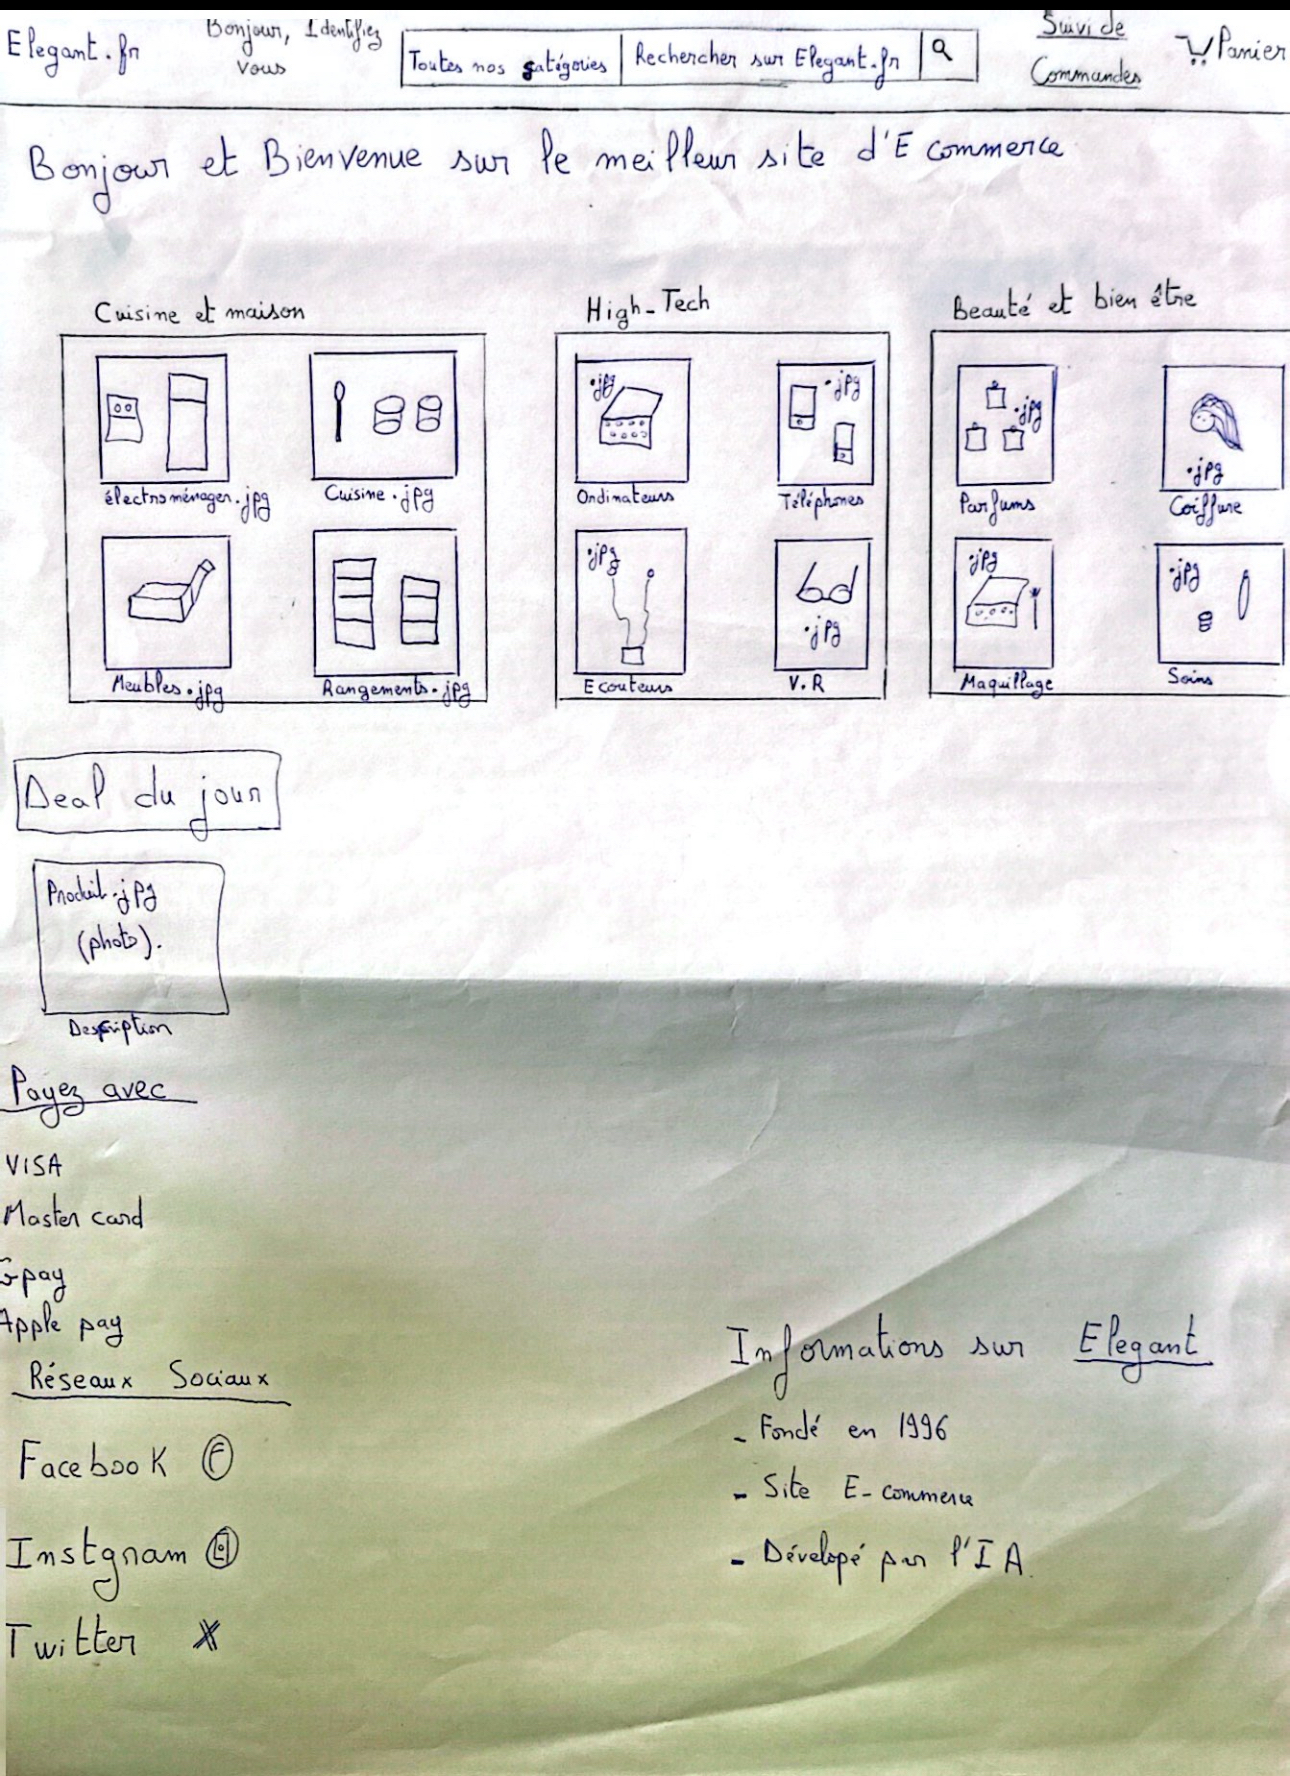 Elegant.fr
Bonjour, Identifiez
vous
Toutes nos catégories
Rechercher sur Elegant.fr
Suivi de
Commandes
Panier
Bonjour et Bienvenue sur le meilleur site d'E commerce
Cuisine et maison
électroménager.jpg
Cuisine.jpg
Meubles.jpg
Rangements.jpg
High-Tech
.jpg
.jpg
Ordinateurs
Téléphones
.jpg
.jpg
Ecouteurs
V.R
Beauté et bien être
.jpg
.jpg
Parfums
Coiffure
.jpg
.jpg
Maquillage
Soins
Deal du jour
Produit.jpg
(photo).
Description
Payez avec
VISA
Master card
Gpay
Apple pay
Réseaux Sociaux
Facebook F
Instgram
Twitter X
Informations sur Elegant
- Fondé en 1996
- Site E-commerce
- Dévelopé par l'IA.